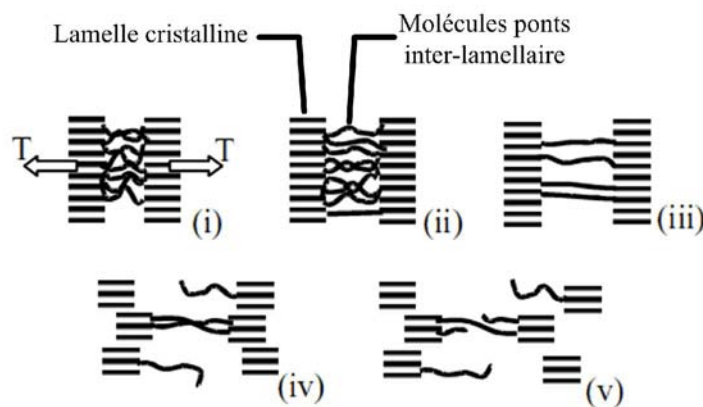 Lamelle cristalline
Molécules ponts
inter-lamellaire
T
T
(i)
(ii)
(iii)
(iv)
(v)